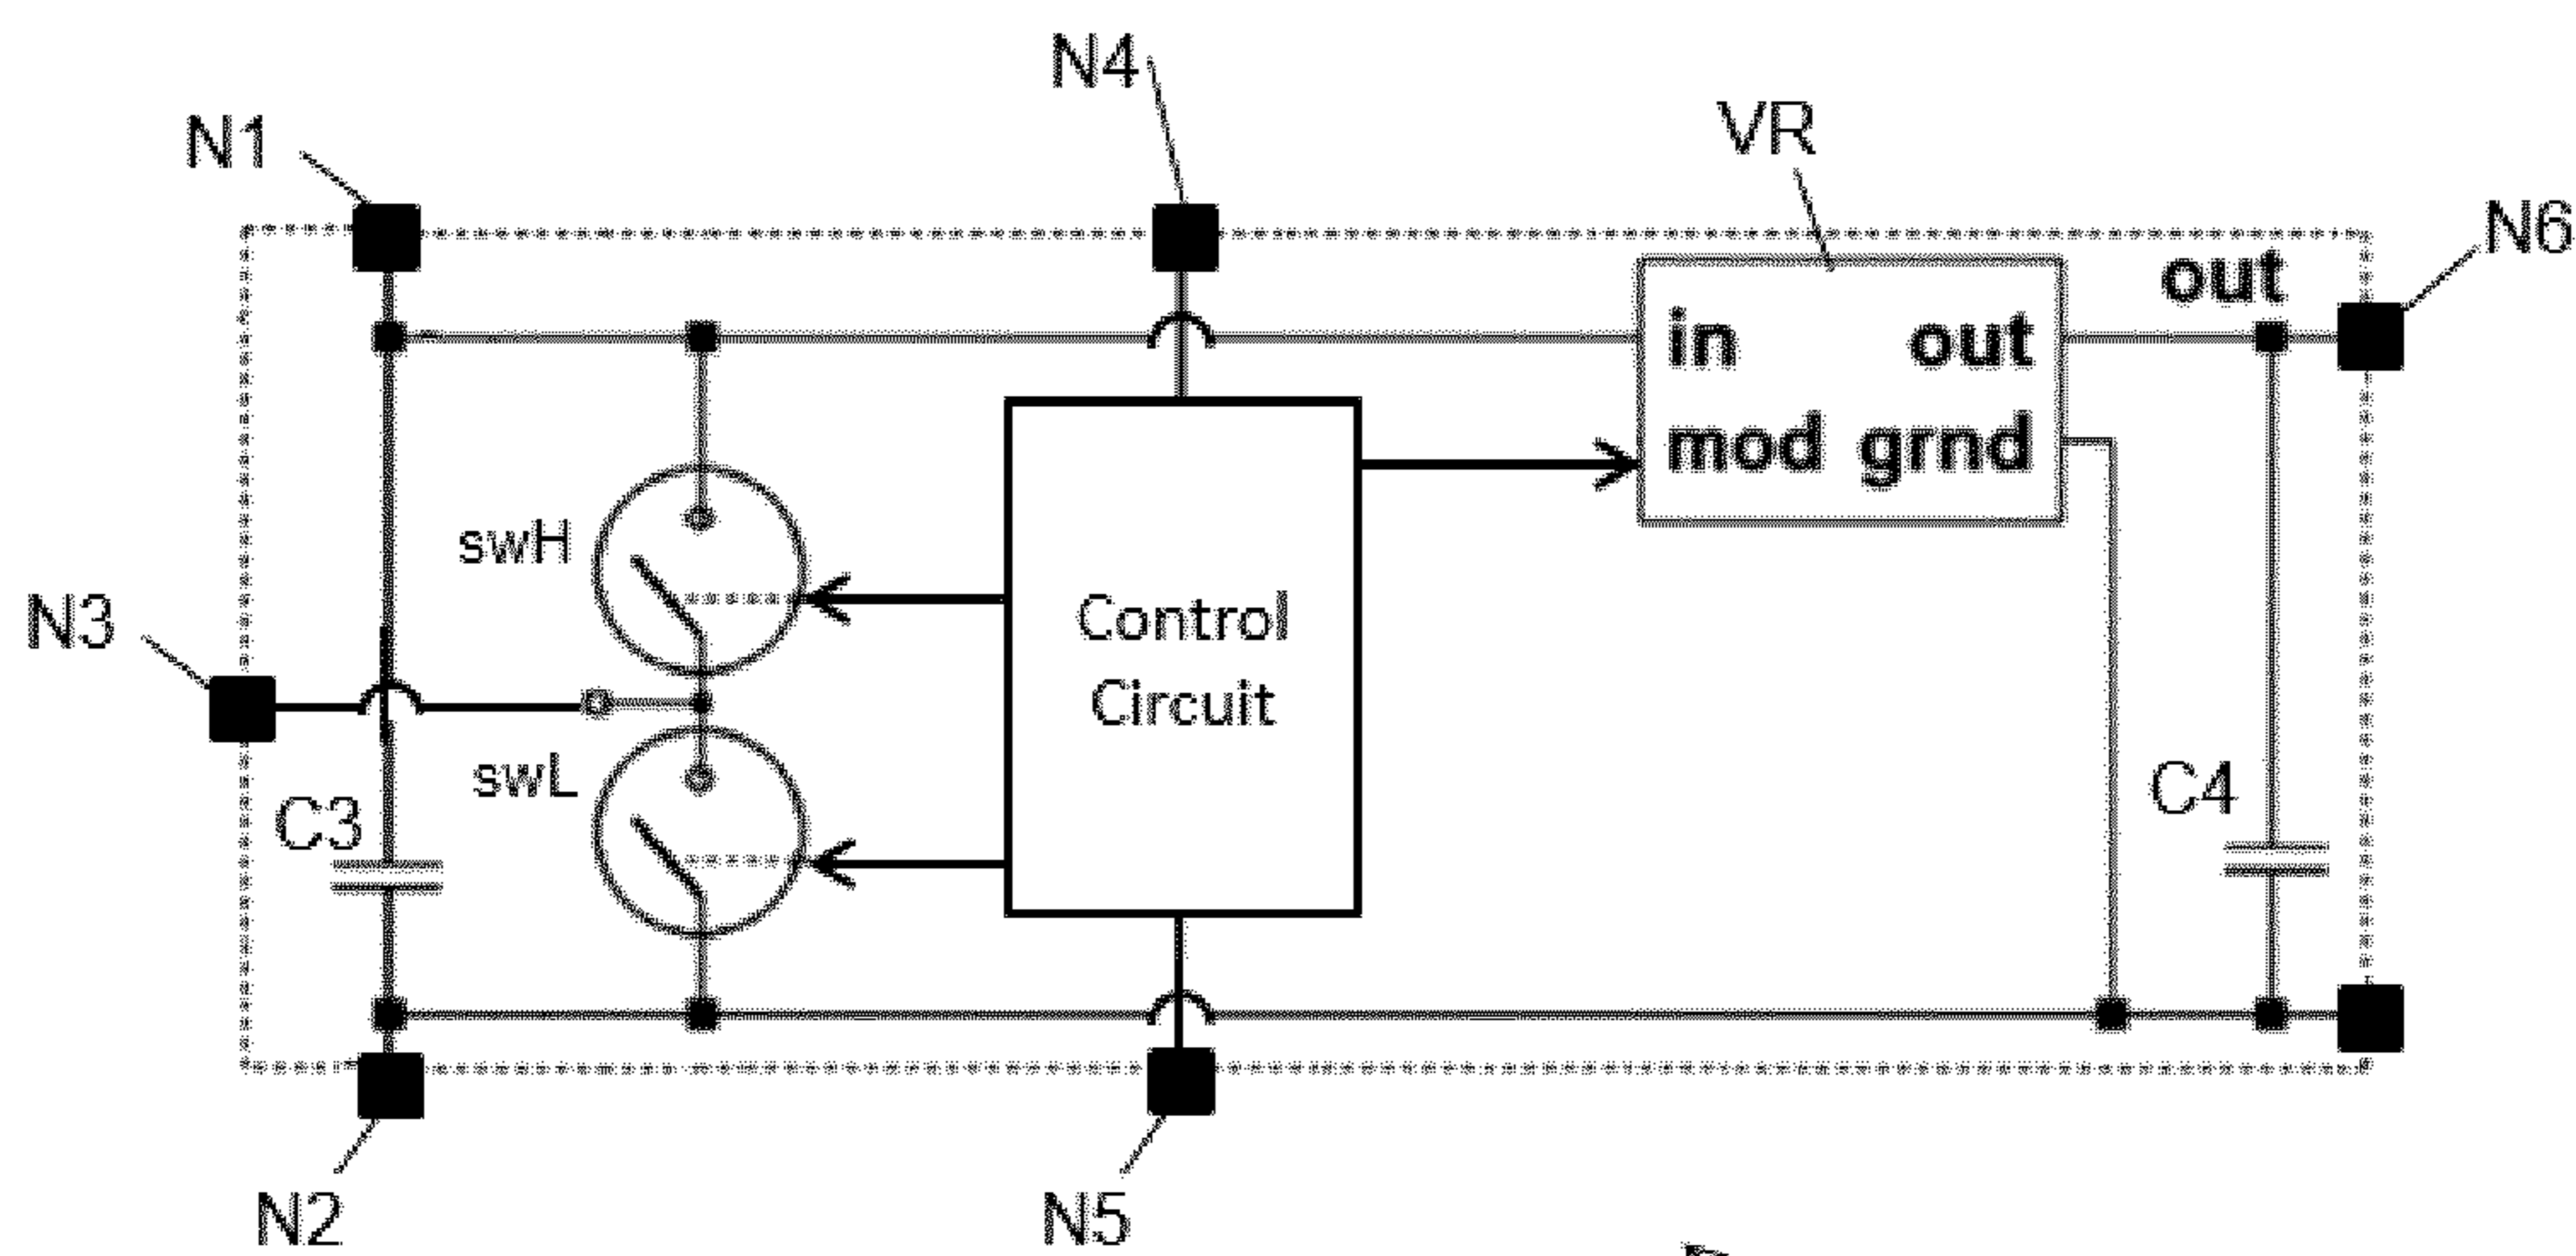 N4
N1
VR
N6
out
in out
mod grnd
swH
N3
Control
Circuit
swL
C3
C4
N2
N5